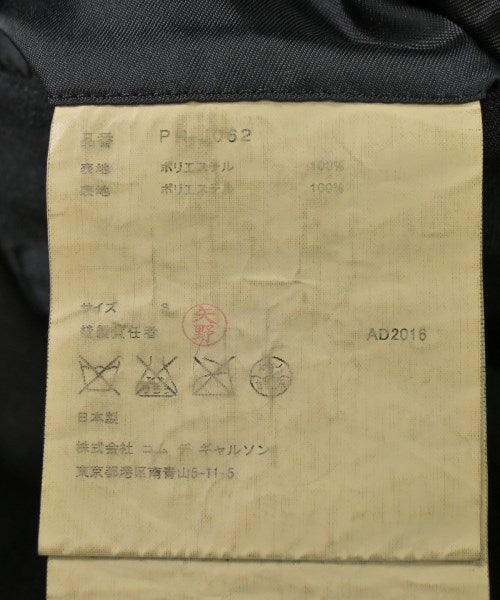 品番 PR-J062
表地 ポリエステル 100%
表地 ポリエステル 100%
サイズ S
縫製責任者 矢野 AD2016
日本製
株式会社 コム デ ギャルソン
東京都港区南青山5-11-5